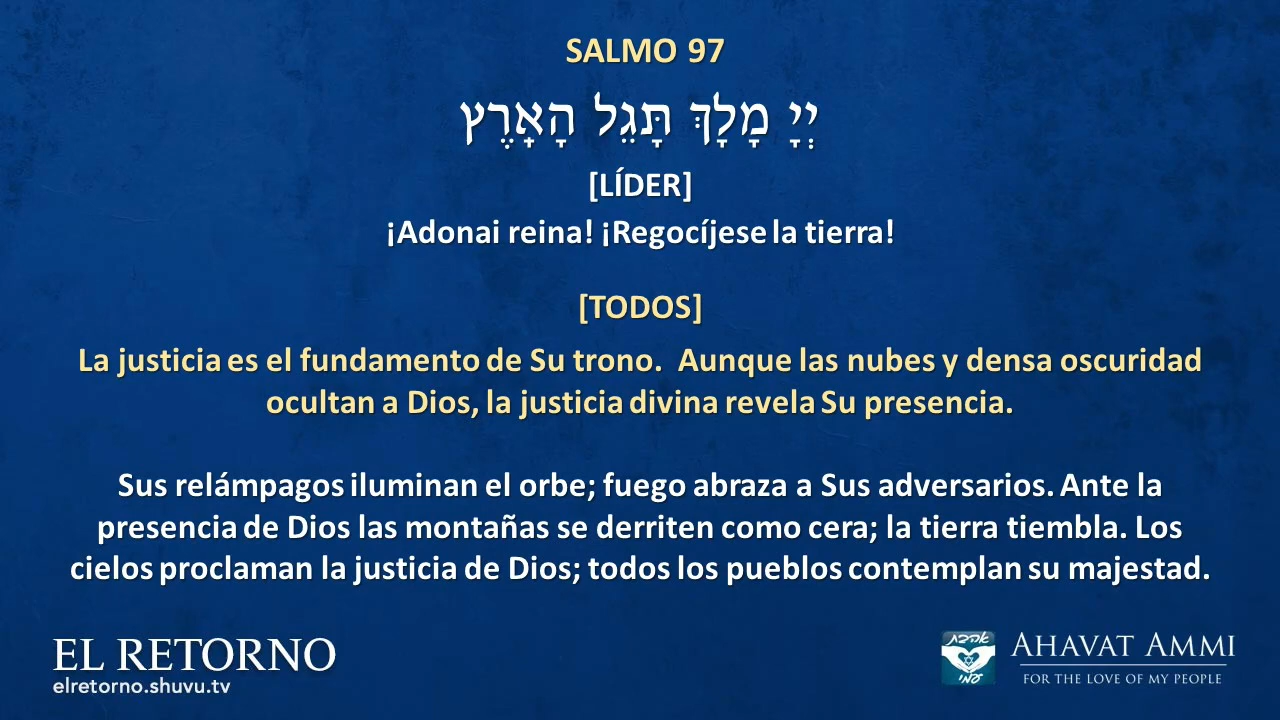 SALMO 97
יְיָ מָלָךְ תָּגֵל הָאָרֶץ
[LÍDER]
¡Adonai reina! ¡Regocíjese la tierra!
[TODOS]
La justicia es el fundamento de Su trono.  Aunque las nubes y densa oscuridad
ocultan a Dios, la justicia divina revela Su presencia.
Sus relámpagos iluminan el orbe; fuego abraza a Sus adversarios. Ante la
presencia de Dios las montañas se derriten como cera; la tierra tiembla. Los
cielos proclaman la justicia de Dios; todos los pueblos contemplan su majestad.
EL RETORNO
elretorno.shuvu.tv
אהבת
עמי
AHAVAT AMMI
FOR THE LOVE OF MY PEOPLE